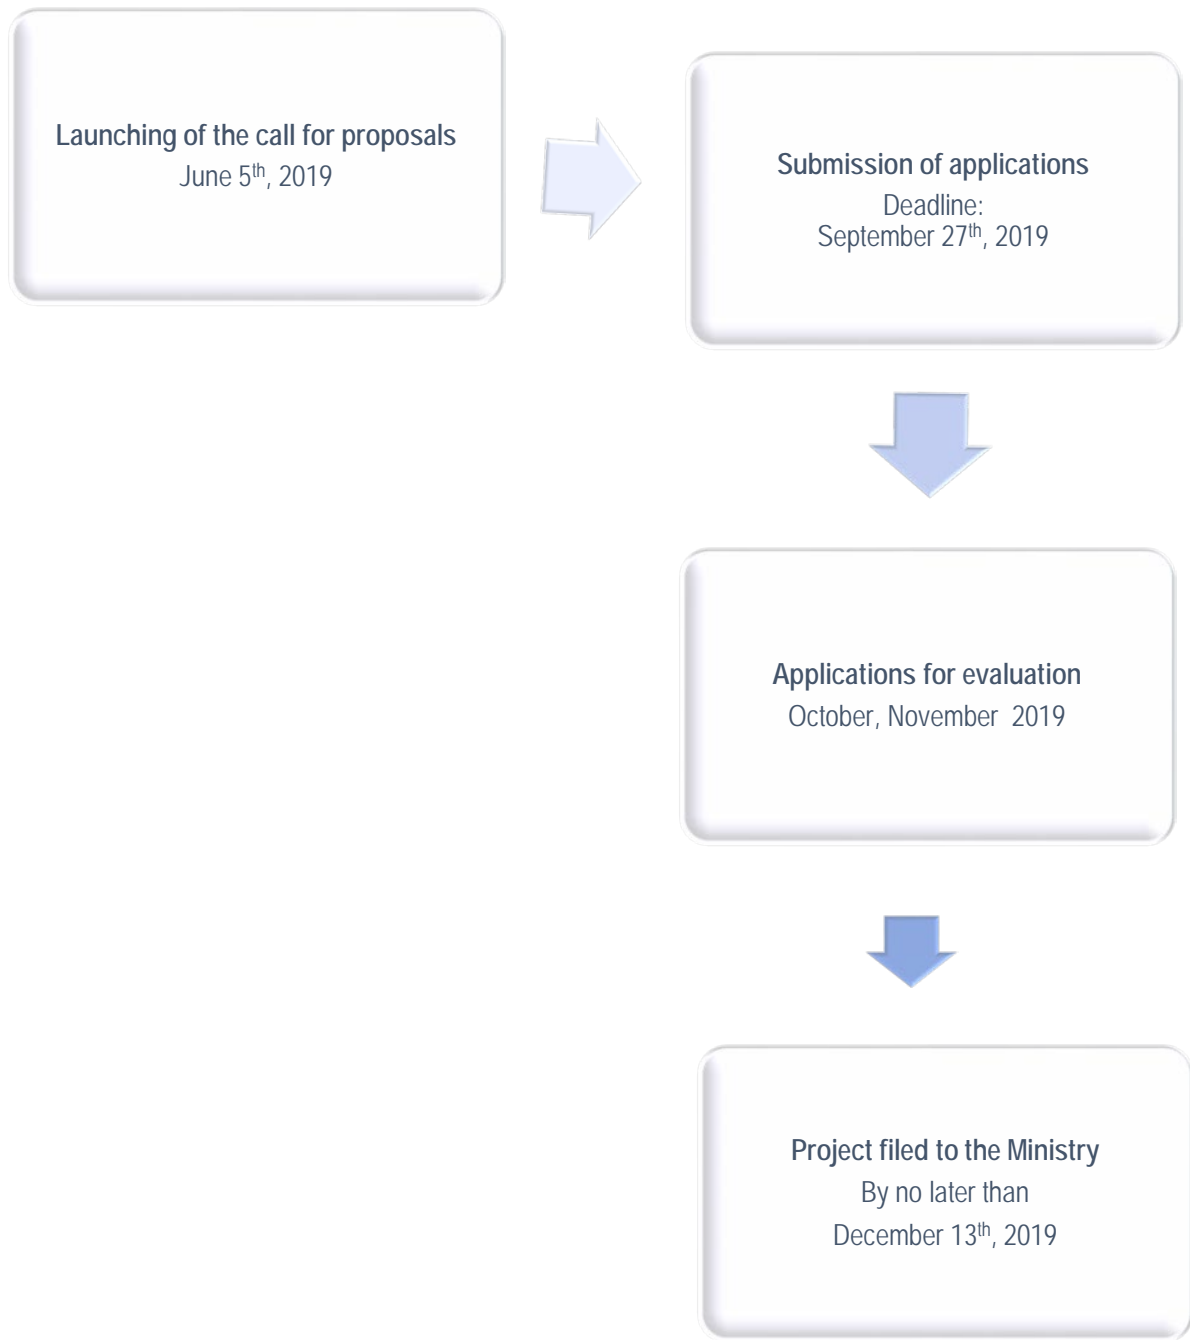 Launching of the call for proposals
June 5th, 2019
Submission of applications
Deadline:
September 27th, 2019
Applications for evaluation
October, November  2019
Project filed to the Ministry
By no later than
December 13th, 2019